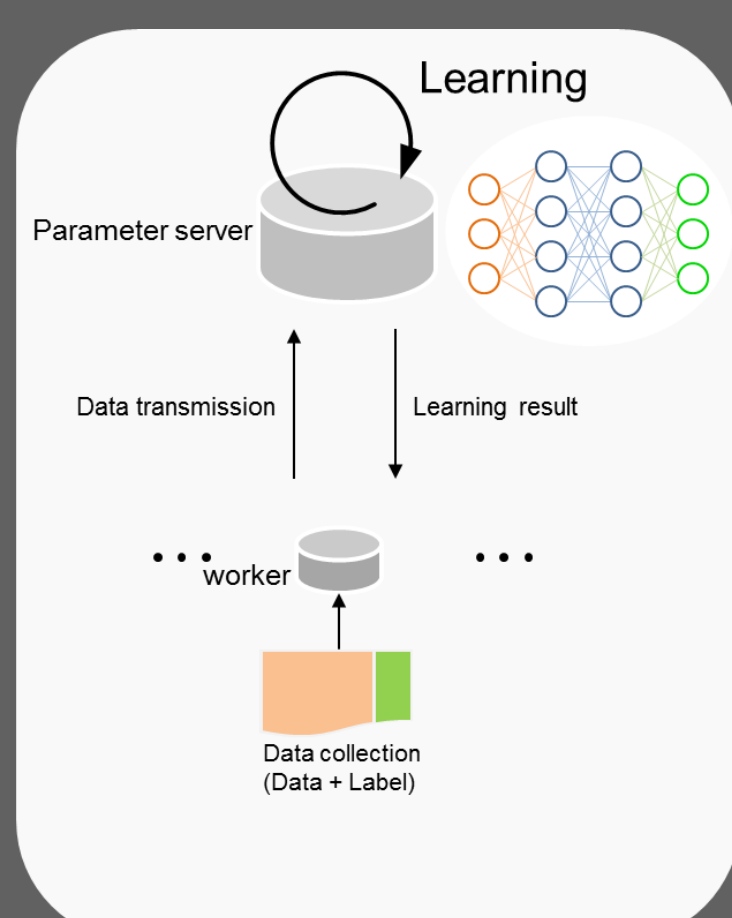 Learning
Parameter server
Data transmission
Learning result
worker
Data collection
(Data + Label)